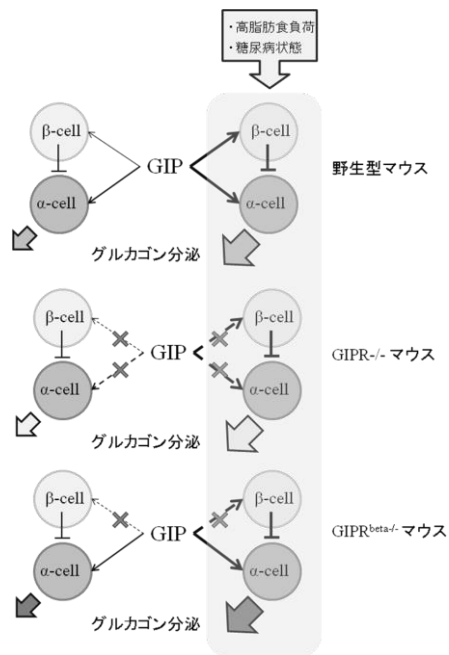 ・高脂肪食負荷
・糖尿病状態
β-cell
β-cell
GIP
野生型マウス
α-cell
α-cell
グルカゴン分泌
β-cell
β-cell
GIP
GIPR-/- マウス
α-cell
α-cell
グルカゴン分泌
β-cell
β-cell
GIP
GIPRbeta-/- マウス
α-cell
α-cell
グルカゴン分泌